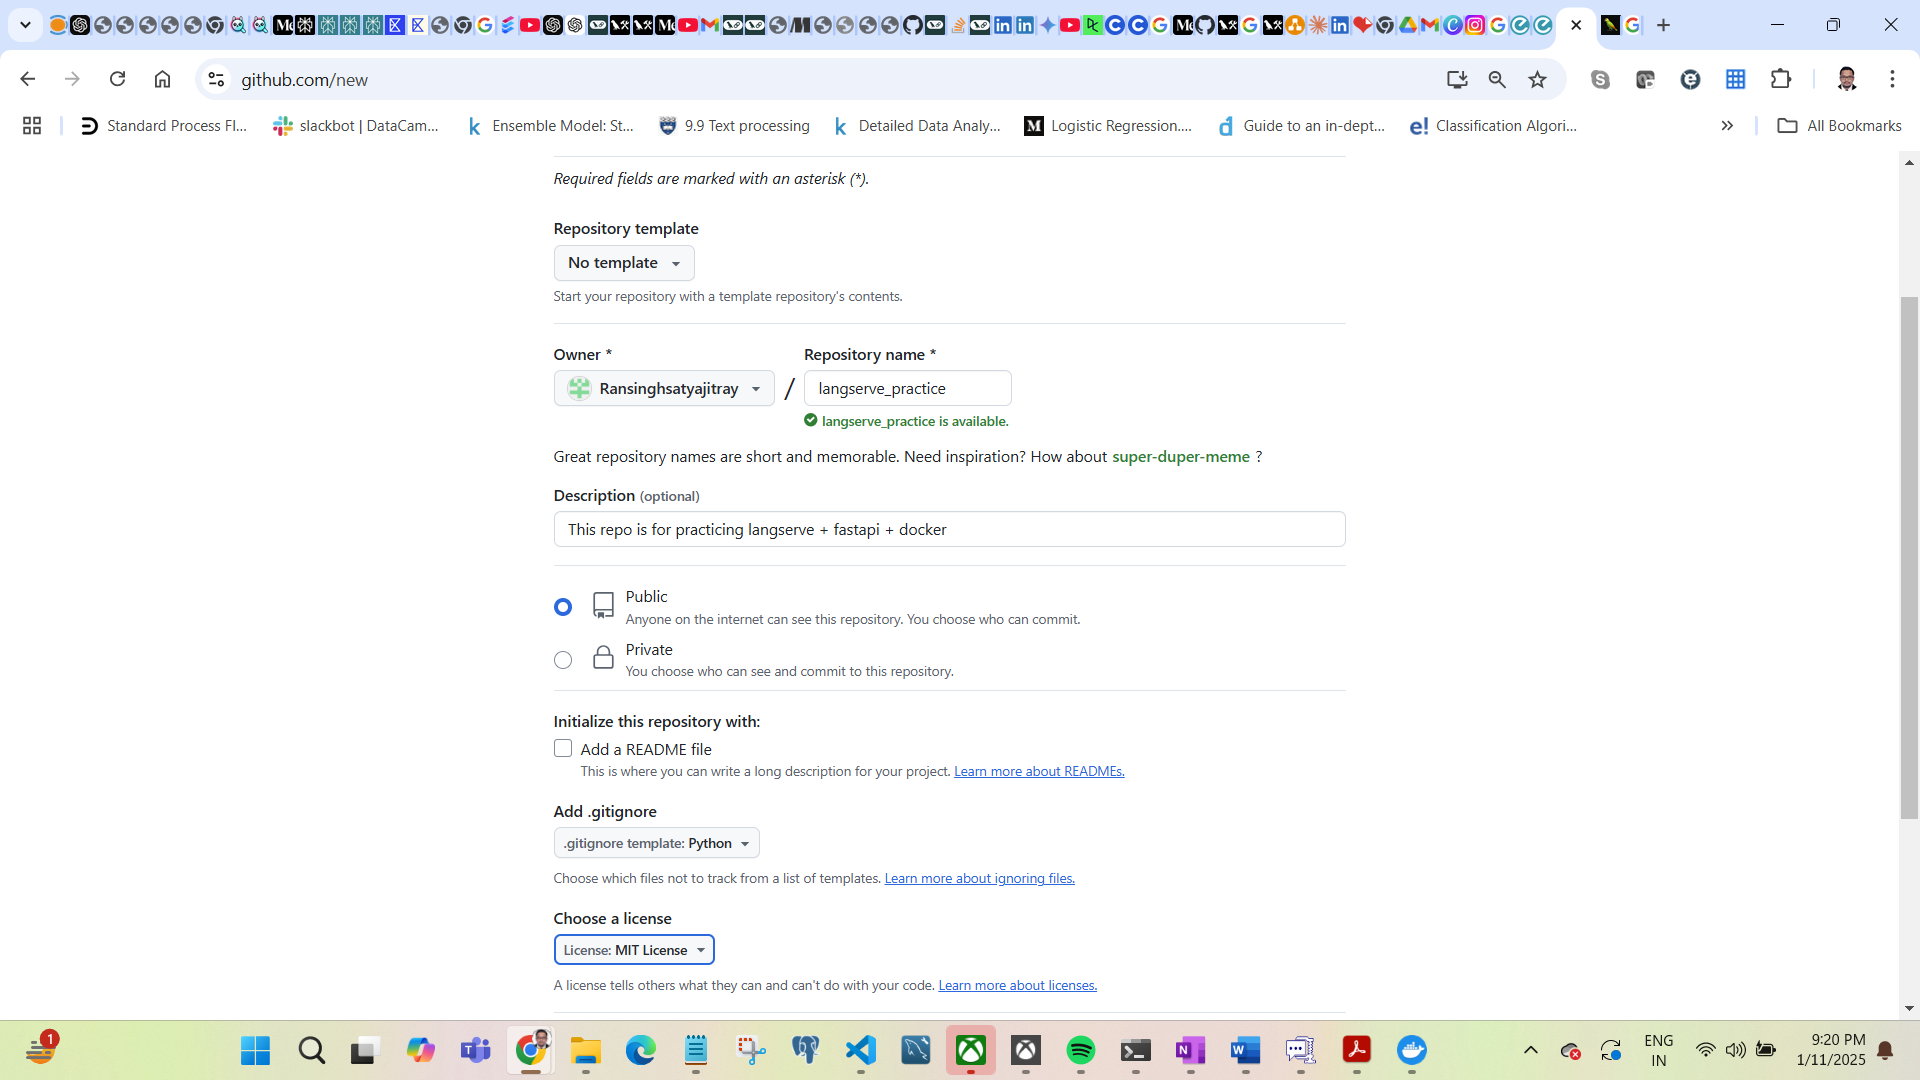 github.com/new
Standard Process Fl...
slackbot | DataCam...
Ensemble Model: St...
9.9 Text processing
Detailed Data Analy...
Logistic Regression....
Guide to an in-dept...
Classification Algori...
All Bookmarks
Required fields are marked with an asterisk (*).
Repository template
No template
Start your repository with a template repository's contents.
Owner *
Repository name *
Ransinghsatyajitray
/
langserve_practice
langserve_practice is available.
Great repository names are short and memorable. Need inspiration? How about super-duper-meme ?
Description (optional)
This repo is for practicing langserve + fastapi + docker
Public
Anyone on the internet can see this repository. You choose who can commit.
Private
You choose who can see and commit to this repository.
Initialize this repository with:
Add a README file
This is where you can write a long description for your project. Learn more about READMEs.
Add .gitignore
.gitignore template: Python
Choose which files not to track from a list of templates. Learn more about ignoring files.
Choose a license
License: MIT License
A license tells others what they can and can't do with your code. Learn more about licenses.
1
ENG
IN
9:20 PM
1/11/2025